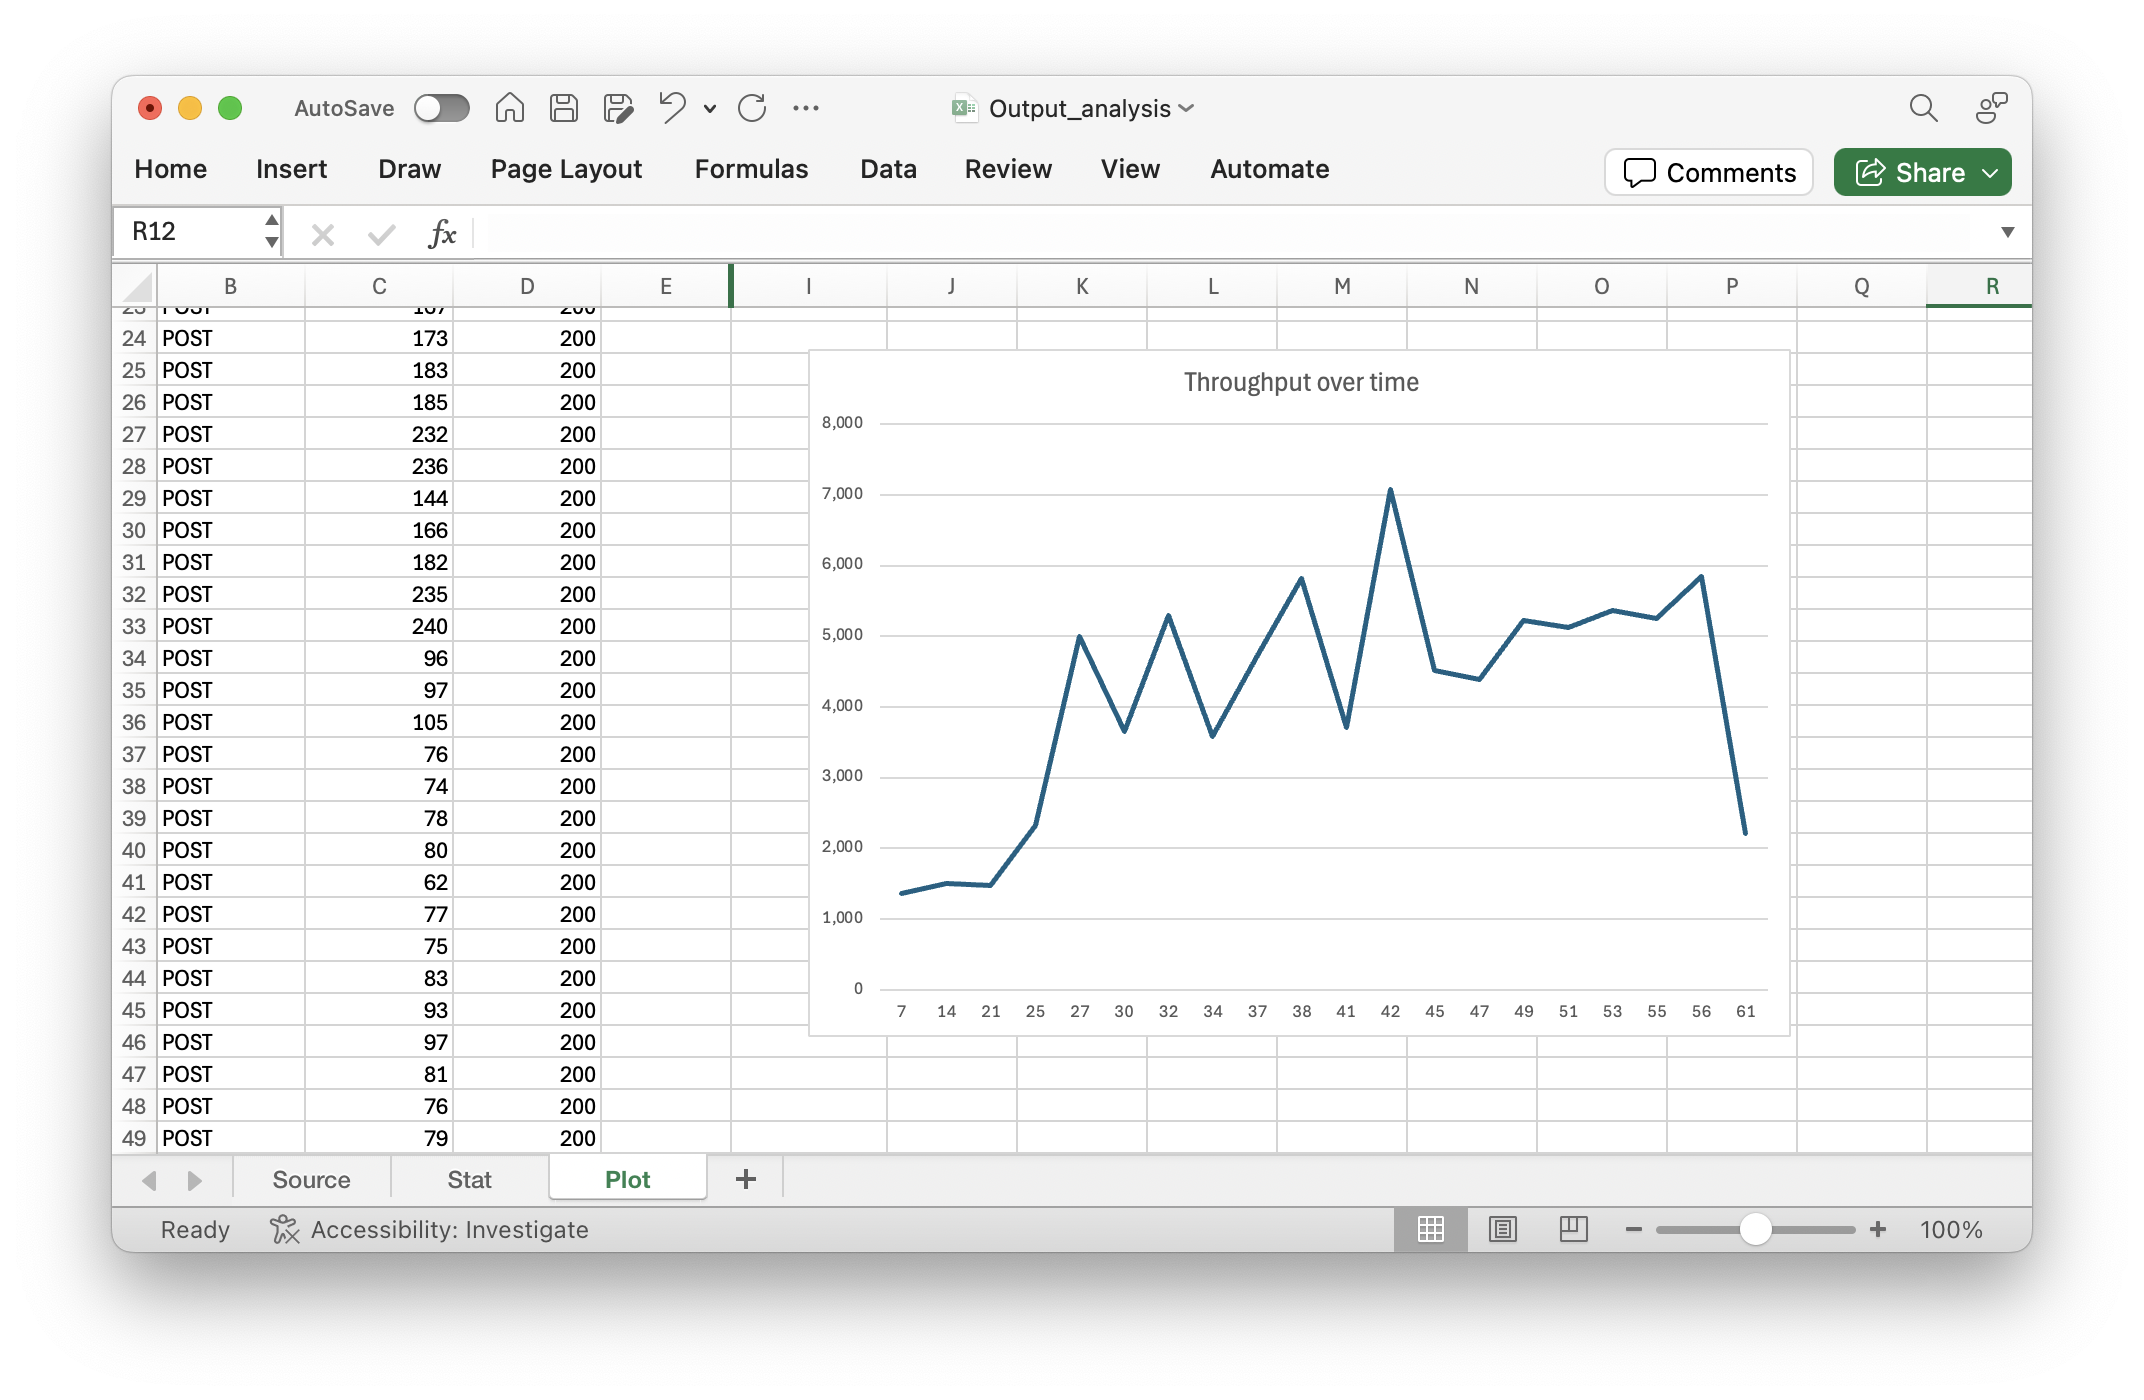 AutoSave Output_analysis
Home Insert Draw Page Layout Formulas Data Review View Automate Comments Share
R12 fx
B C D E I J K L M N O P Q R
23 POST 167 200
24 POST 173 200
25 POST 183 200
26 POST 185 200
27 POST 232 200
28 POST 236 200
29 POST 144 200
30 POST 166 200
31 POST 182 200
32 POST 235 200
33 POST 240 200
34 POST 96 200
35 POST 97 200
36 POST 105 200
37 POST 76 200
38 POST 74 200
39 POST 78 200
40 POST 80 200
41 POST 62 200
42 POST 77 200
43 POST 75 200
44 POST 83 200
45 POST 93 200
46 POST 97 200
47 POST 81 200
48 POST 76 200
49 POST 79 200
Throughput over time
8,000
7,000
6,000
5,000
4,000
3,000
2,000
1,000
0
7 14 21 25 27 30 32 34 37 38 41 42 45 47 49 51 53 55 56 61
Source Stat Plot
Ready Accessibility: Investigate 100%